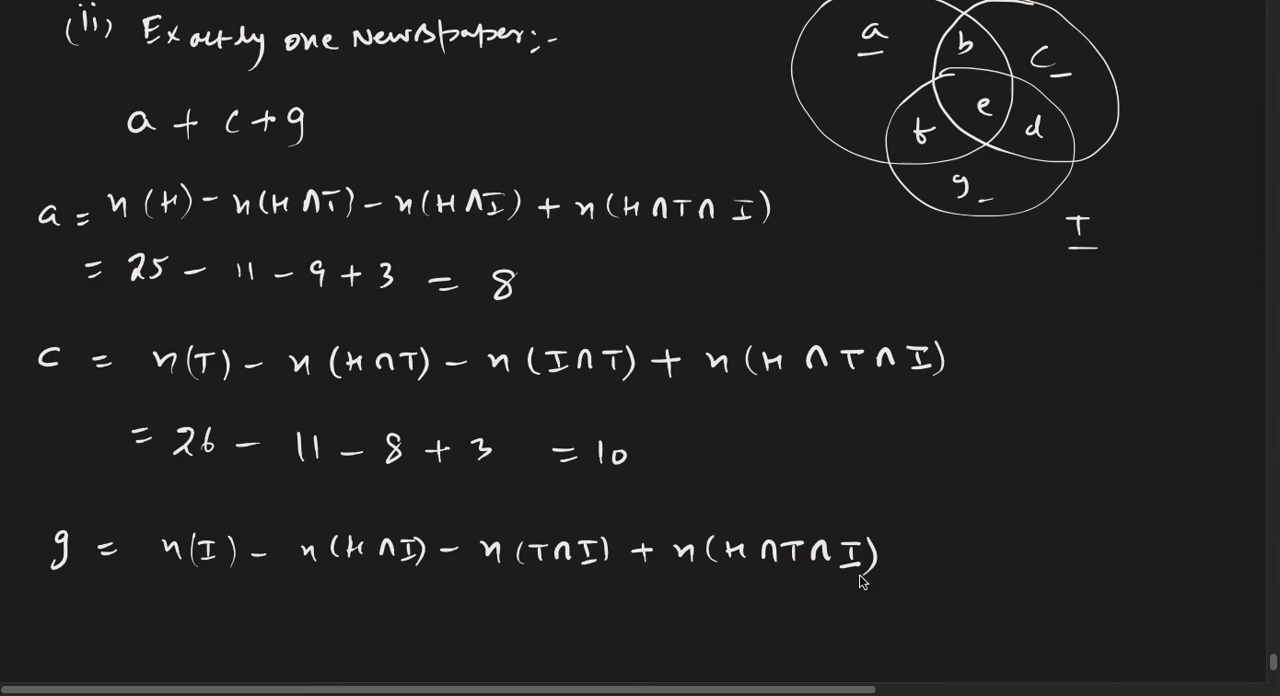 (ii) Exactly one Newspaper:-
a b c
e
f d
g
T
a + c + g
a = n(H) - n(H∩T) - n(H∩I) + n(H∩T∩I)
= 25 - 11 - 9 + 3 = 8
c = n(T) - n(H∩T) - n(I∩T) + n(H∩T∩I)
= 26 - 11 - 8 + 3 = 10
g = n(I) - n(H∩I) - n(T∩I) + n(H∩T∩I)